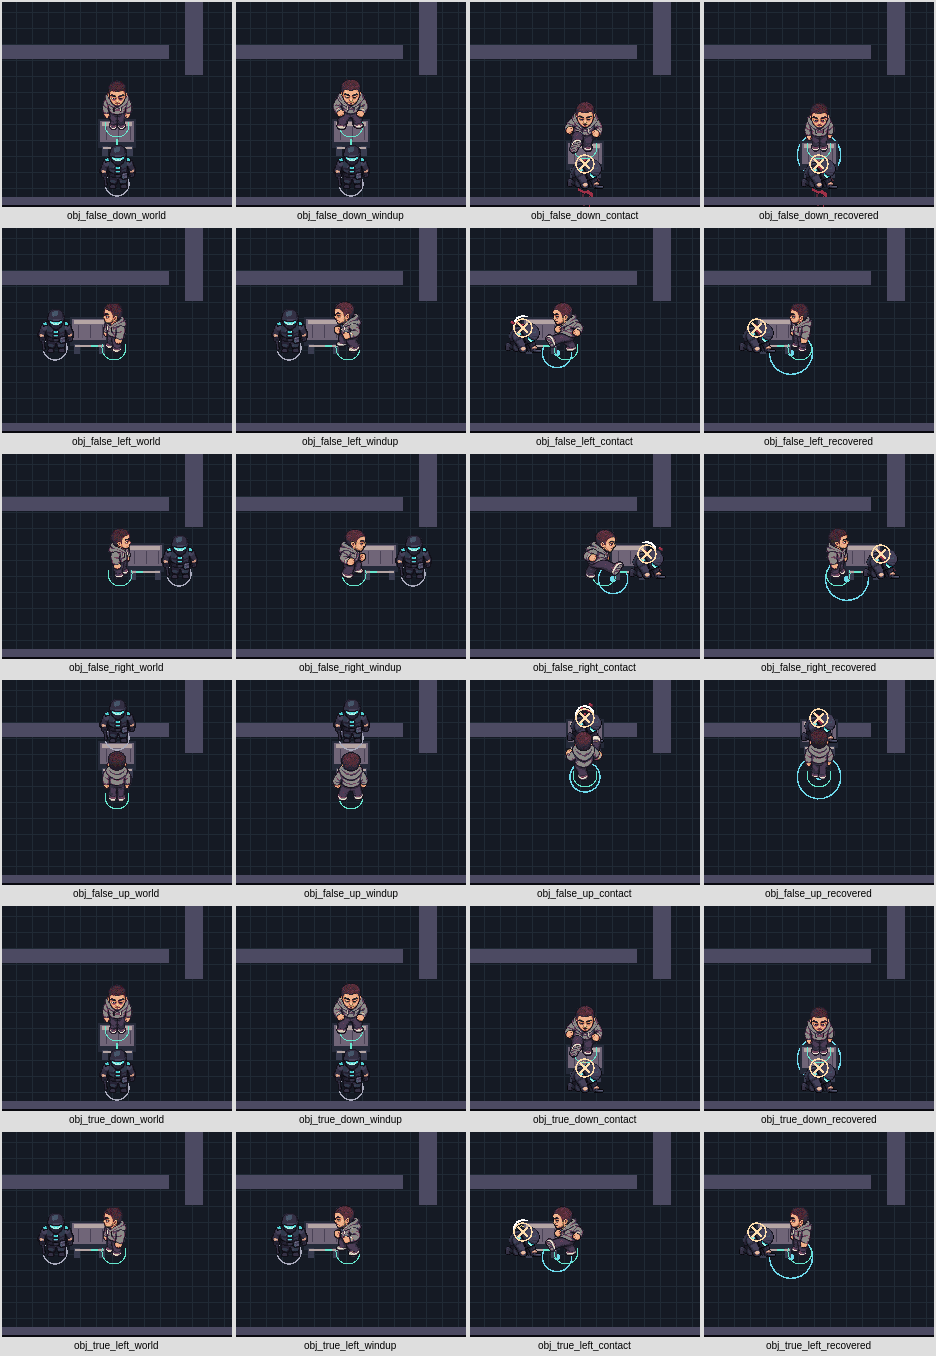 obj_false_down_world
obj_false_down_windup
obj_false_down_contact
obj_false_down_recovered
obj_false_left_world
obj_false_left_windup
obj_false_left_contact
obj_false_left_recovered
obj_false_right_world
obj_false_right_windup
obj_false_right_contact
obj_false_right_recovered
obj_false_up_world
obj_false_up_windup
obj_false_up_contact
obj_false_up_recovered
obj_true_down_world
obj_true_down_windup
obj_true_down_contact
obj_true_down_recovered
obj_true_left_world
obj_true_left_windup
obj_true_left_contact
obj_true_left_recovered